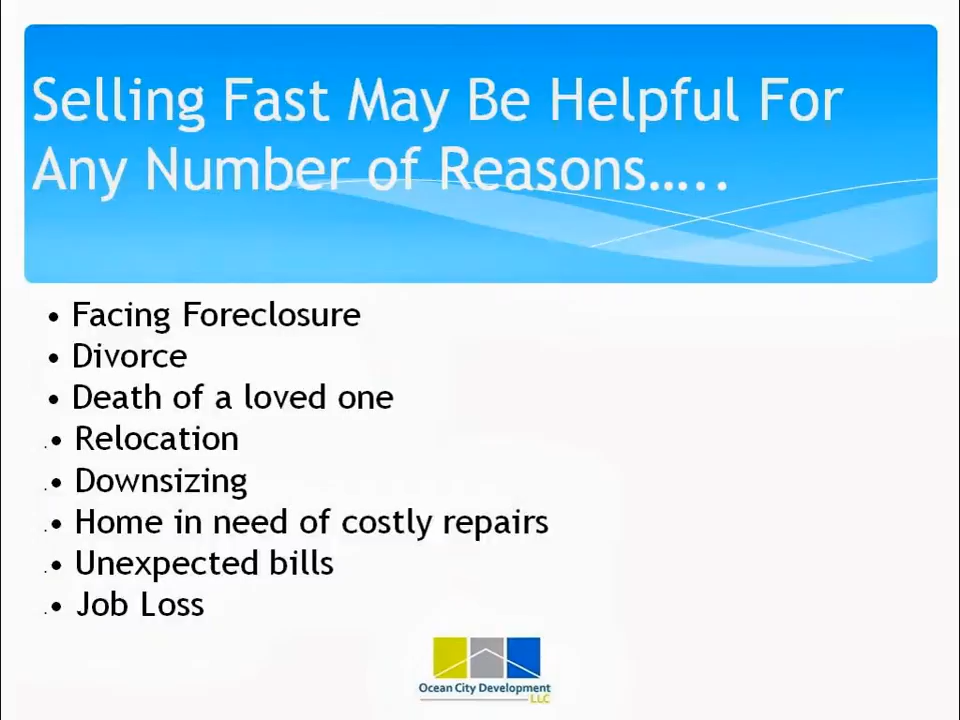 Selling Fast May Be Helpful For
Any Number of Reasons.....
• Facing Foreclosure
• Divorce
• Death of a loved one
• Relocation
• Downsizing
• Home in need of costly repairs
• Unexpected bills
• Job Loss
Ocean City Development
LLC